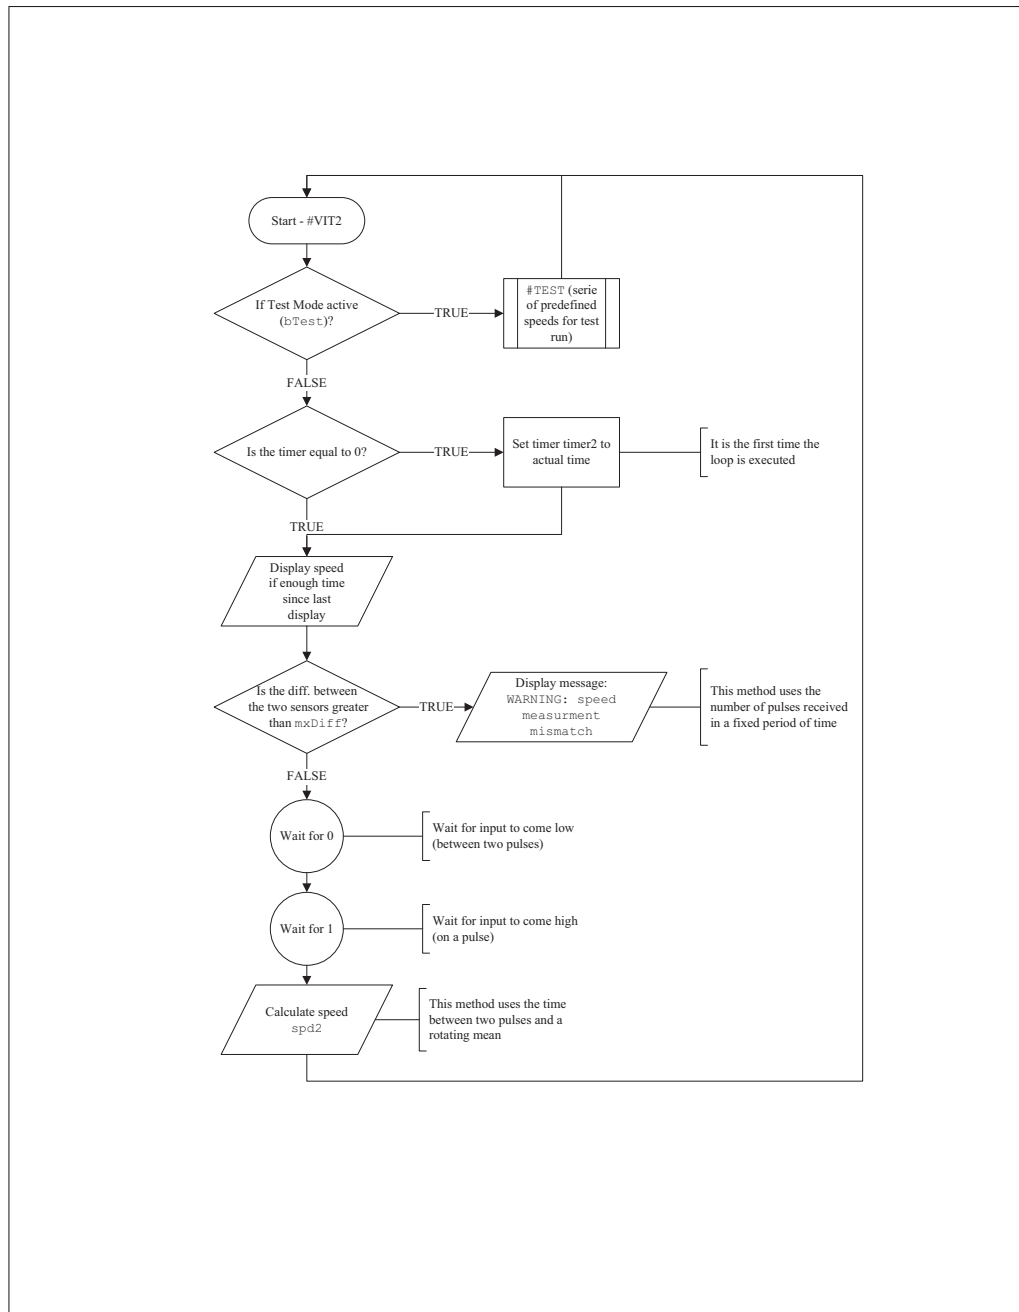 Start - #VIT2
If Test Mode active
(bTest)?
TRUE
#TEST (serie
of predefined
speeds for test
run)
FALSE
Is the timer equal to 0?
TRUE
Set timer timer2 to
actual time
It is the first time the
loop is executed
TRUE
Display speed
if enough time
since last
display
Is the diff. between
the two sensors greater
than mxDiff?
TRUE
Display message:
WARNING: speed
measurment
mismatch
This method uses the
number of pulses received
in a fixed period of time
FALSE
Wait for 0
Wait for input to come low
(between two pulses)
Wait for 1
Wait for input to come high
(on a pulse)
Calculate speed
spd2
This method uses the time
between two pulses and a
rotating mean